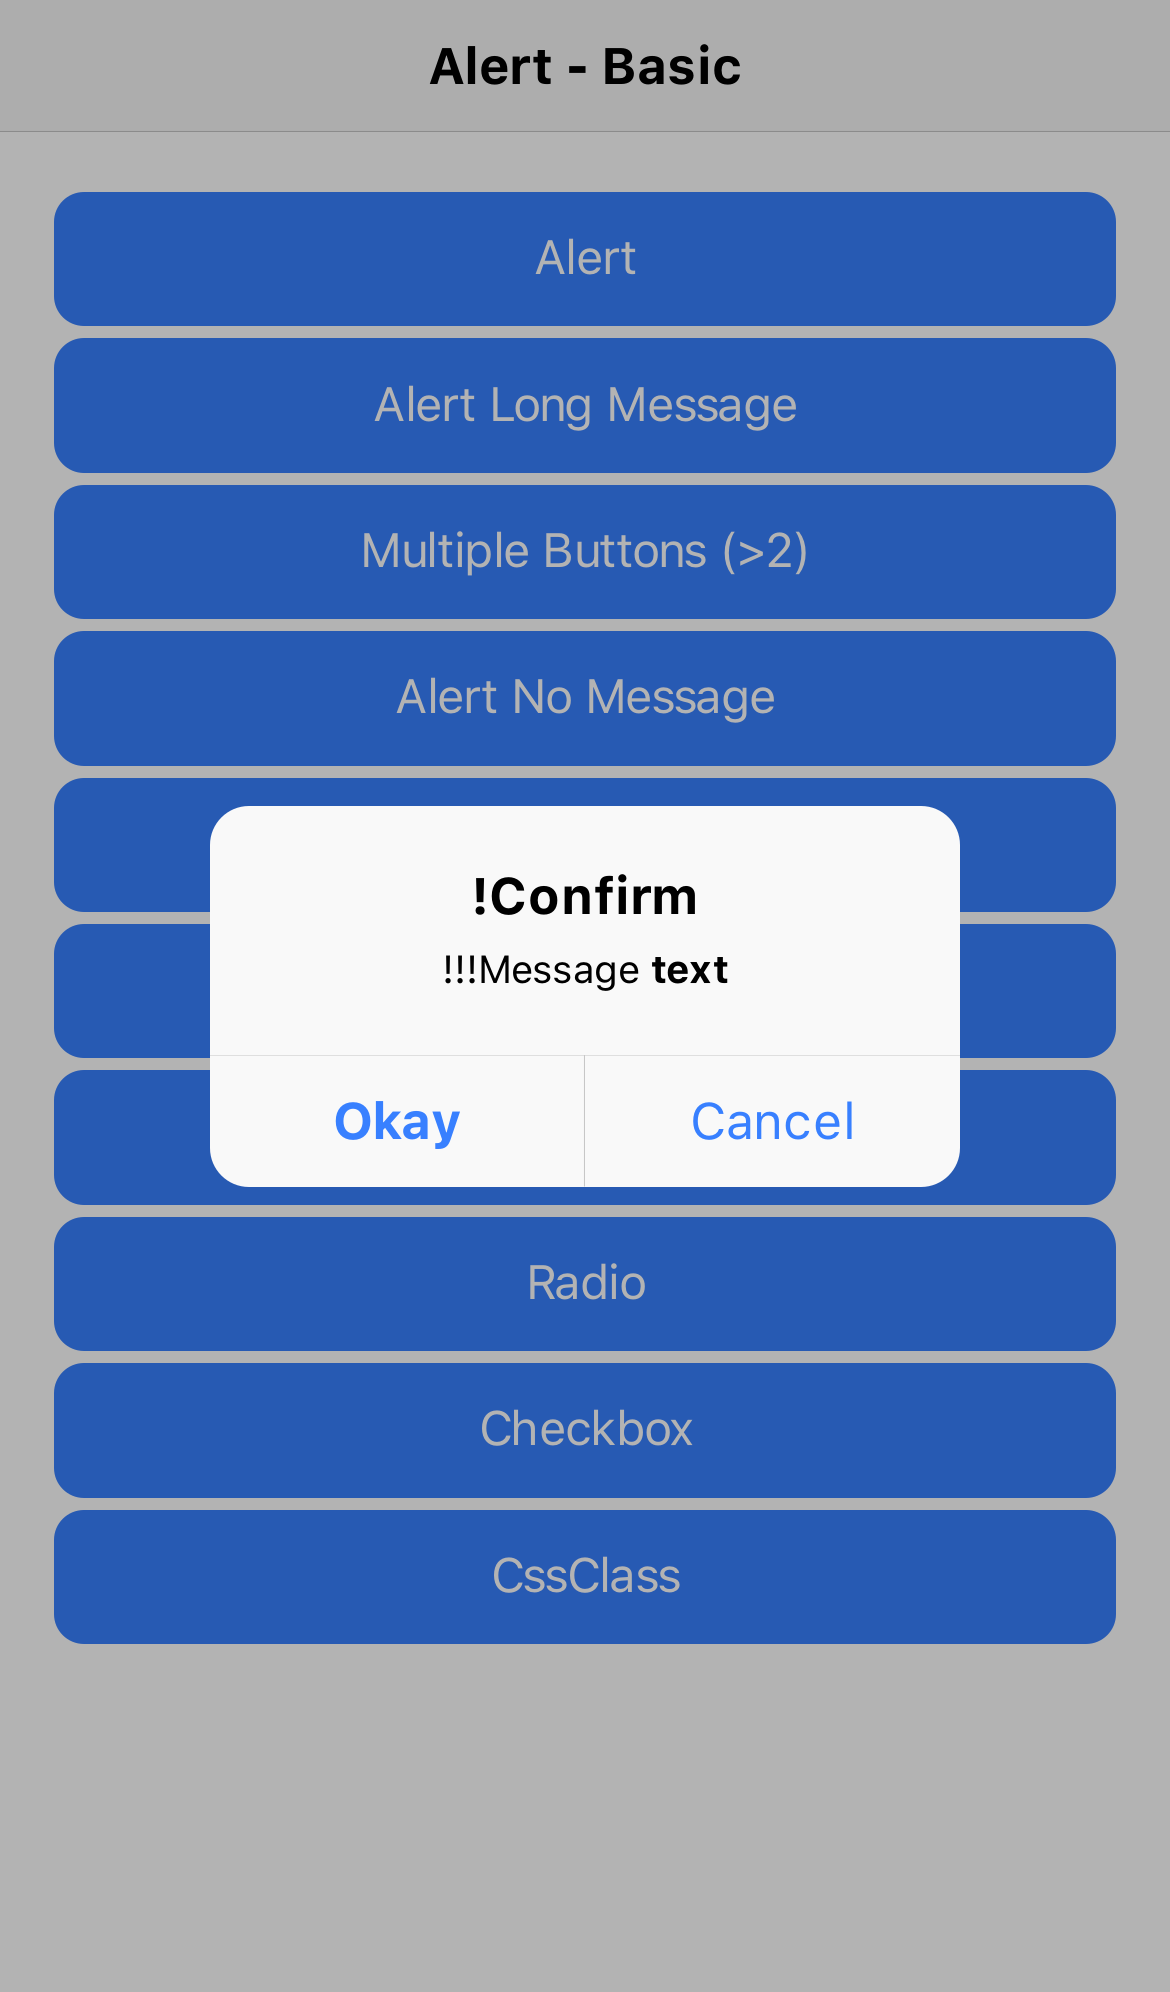 Alert - Basic
Alert
Alert Long Message
Multiple Buttons (>2)
Alert No Message
!Confirm
!!!Message text
Okay
Cancel
Radio
Checkbox
CssClass